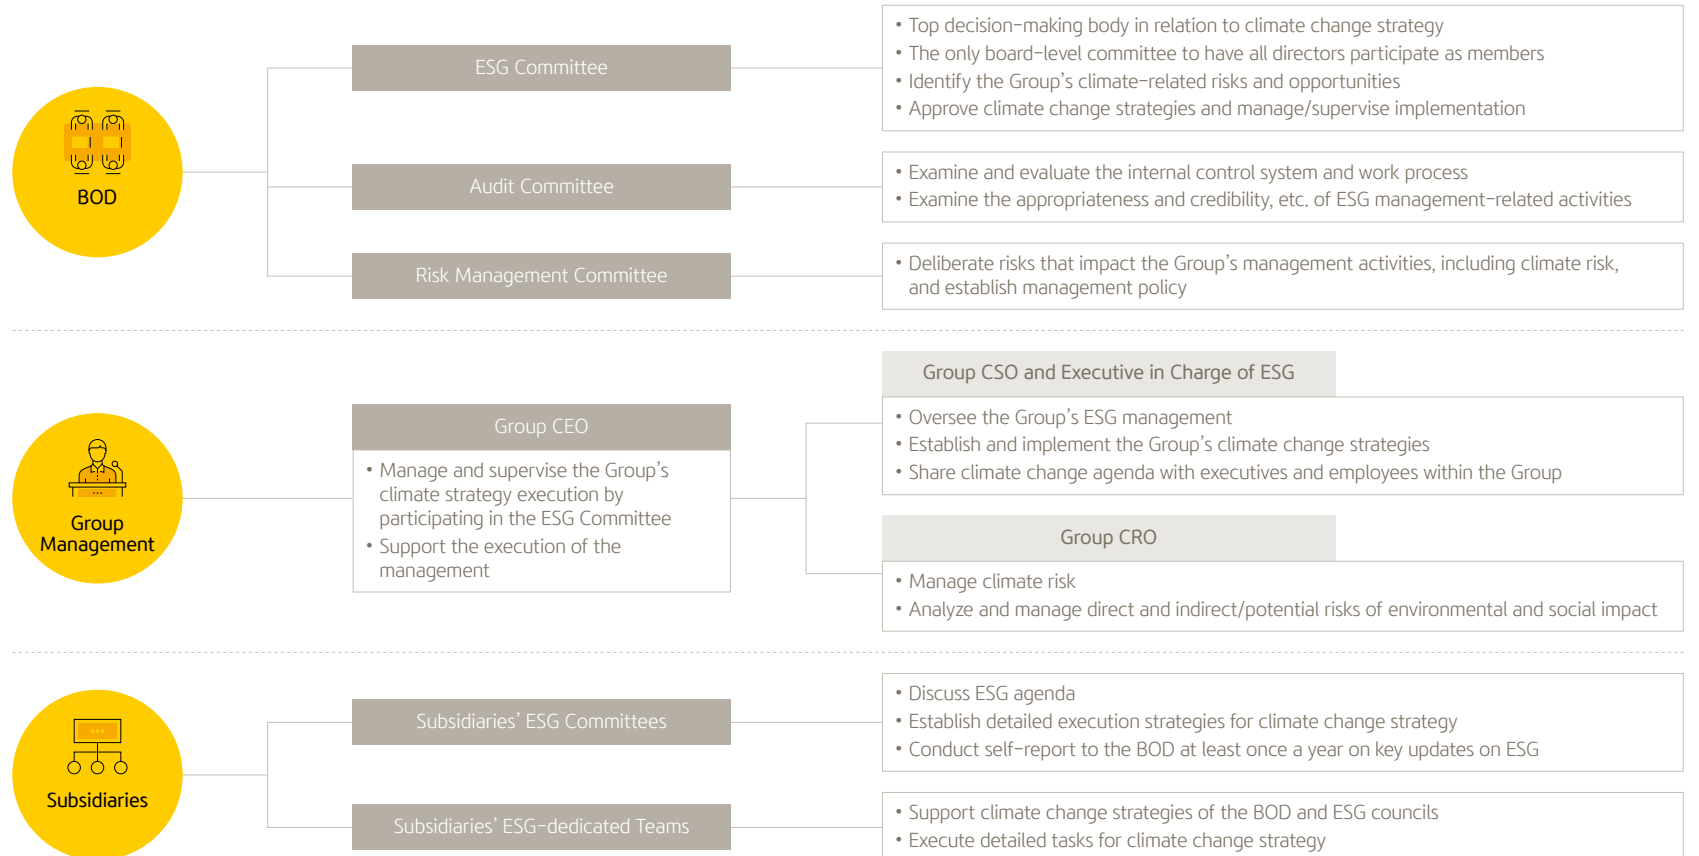 BOD
ESG Committee
• Top decision-making body in relation to climate change strategy
• The only board-level committee to have all directors participate as members
• Identify the Group's climate-related risks and opportunities
• Approve climate change strategies and manage/supervise implementation
Audit Committee
• Examine and evaluate the internal control system and work process
• Examine the appropriateness and credibility, etc. of ESG management-related activities
Risk Management Committee
• Deliberate risks that impact the Group's management activities, including climate risk,
and establish management policy
Group
Management
Group CEO
• Manage and supervise the Group's
climate strategy execution by
participating in the ESG Committee
• Support the execution of the
management
Group CSO and Executive in Charge of ESG
• Oversee the Group's ESG management
• Establish and implement the Group's climate change strategies
• Share climate change agenda with executives and employees within the Group
Group CRO
• Manage climate risk
• Analyze and manage direct and indirect/potential risks of environmental and social impact
Subsidiaries
Subsidiaries' ESG Committees
• Discuss ESG agenda
• Establish detailed execution strategies for climate change strategy
• Conduct self-report to the BOD at least once a year on key updates on ESG
Subsidiaries' ESG-dedicated Teams
• Support climate change strategies of the BOD and ESG councils
• Execute detailed tasks for climate change strategy